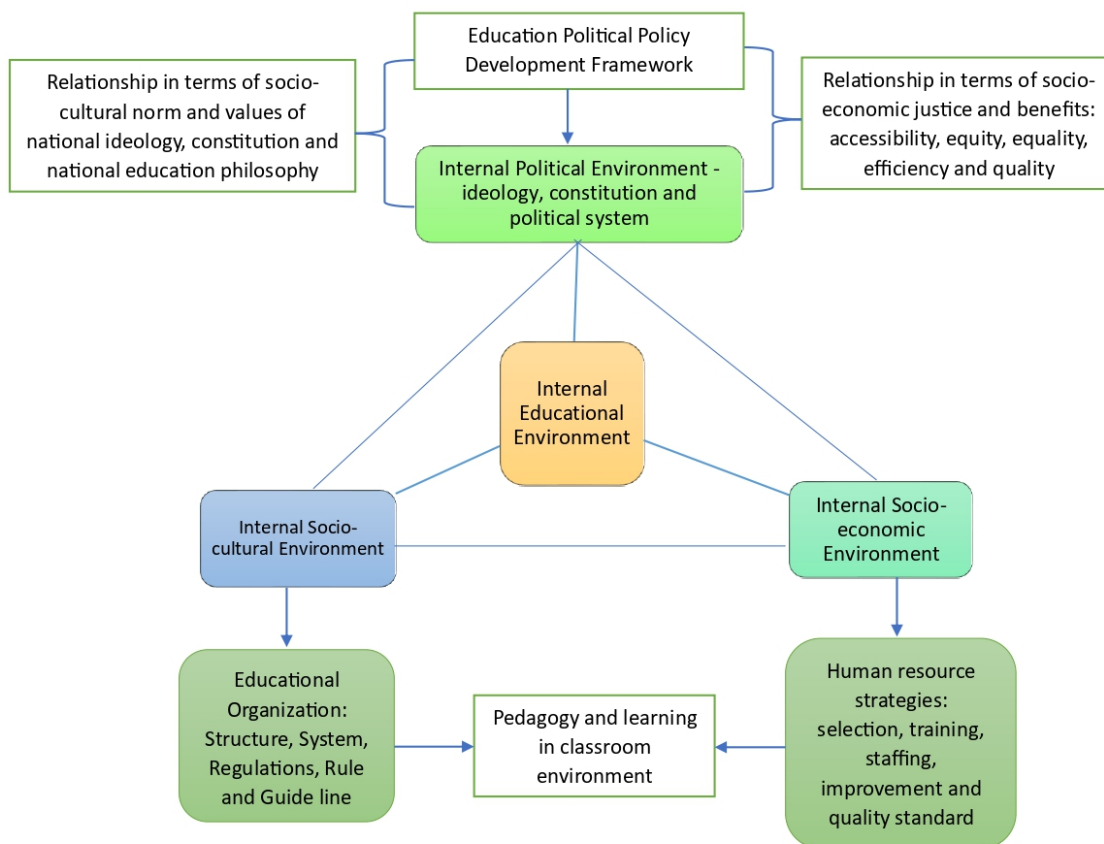 Education Political Policy
Development Framework
Relationship in terms of socio-
cultural norm and values of
national ideology, constitution and
national education philosophy
Relationship in terms of socio-
economic justice and benefits:
accessibility, equity, equality,
efficiency and quality
Internal Political Environment -
ideology, constitution and
political system
Internal
Educational
Environment
Internal Socio-
cultural Environment
Internal Socio-
economic
Environment
Educational
Organization:
Structure, System,
Regulations, Rule
and Guide line
Pedagogy and learning
in classroom
environment
Human resource
strategies:
selection, training,
staffing,
improvement and
quality standard